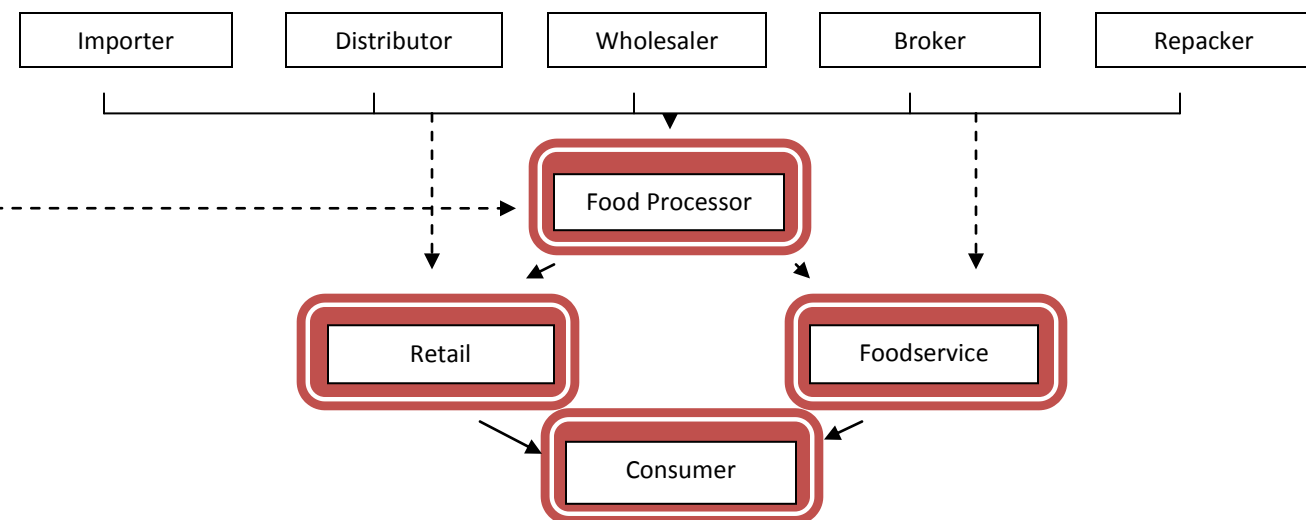 Importer
Distributor
Wholesaler
Broker
Repacker
Food Processor
Retail
Foodservice
Consumer